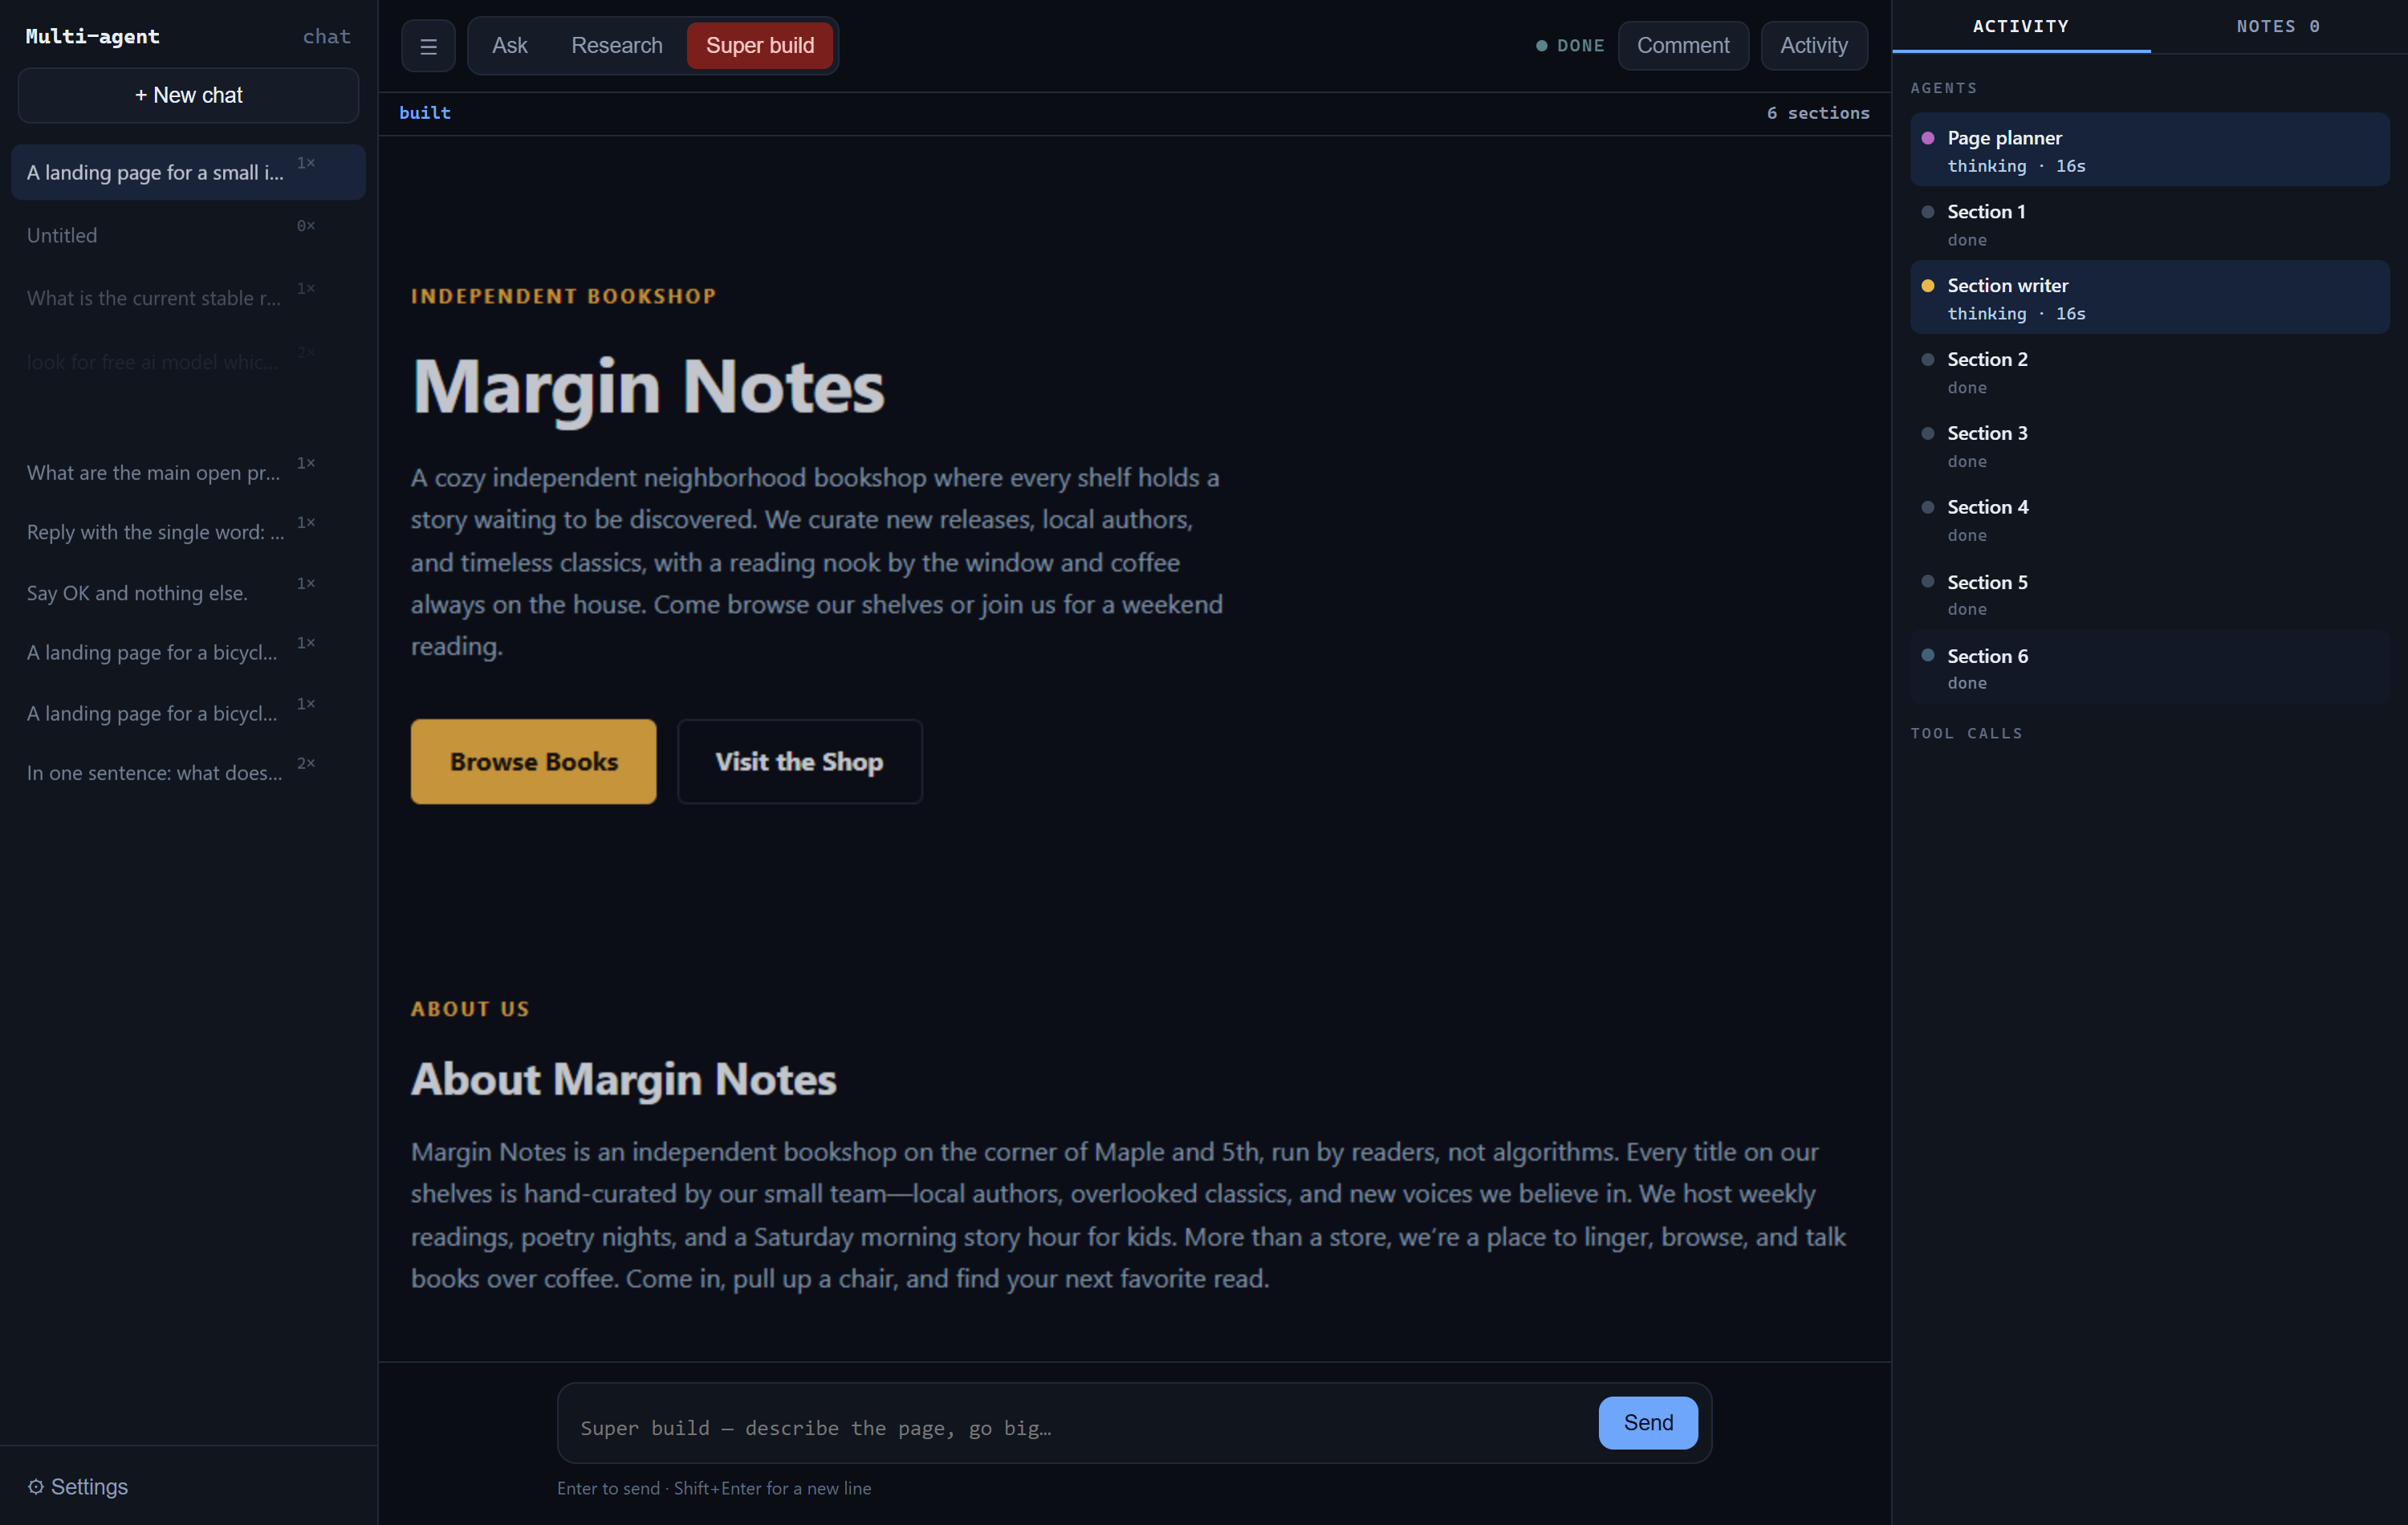 Multi-agent
chat
+ New chat
A landing page for a small i...
1×
Untitled
0×
What is the current stable r...
1×
look for free ai model whic...
2×
What are the main open pr...
1×
Reply with the single word: ...
1×
Say OK and nothing else.
1×
A landing page for a bicycl...
1×
A landing page for a bicycl...
1×
In one sentence: what does...
2×
⚙ Settings
☰
Ask
Research
Super build
DONE
Comment
Activity
built
6 sections
INDEPENDENT BOOKSHOP
Margin Notes
A cozy independent neighborhood bookshop where every shelf holds a
story waiting to be discovered. We curate new releases, local authors,
and timeless classics, with a reading nook by the window and coffee
always on the house. Come browse our shelves or join us for a weekend
reading.
Browse Books
Visit the Shop
ABOUT US
About Margin Notes
Margin Notes is an independent bookshop on the corner of Maple and 5th, run by readers, not algorithms. Every title on our
shelves is hand-curated by our small team—local authors, overlooked classics, and new voices we believe in. We host weekly
readings, poetry nights, and a Saturday morning story hour for kids. More than a store, we’re a place to linger, browse, and talk
books over coffee. Come in, pull up a chair, and find your next favorite read.
Super build — describe the page, go big…
Send
Enter to send · Shift+Enter for a new line
ACTIVITY
NOTES 0
AGENTS
Page planner
thinking · 16s
Section 1
done
Section writer
thinking · 16s
Section 2
done
Section 3
done
Section 4
done
Section 5
done
Section 6
done
TOOL CALLS